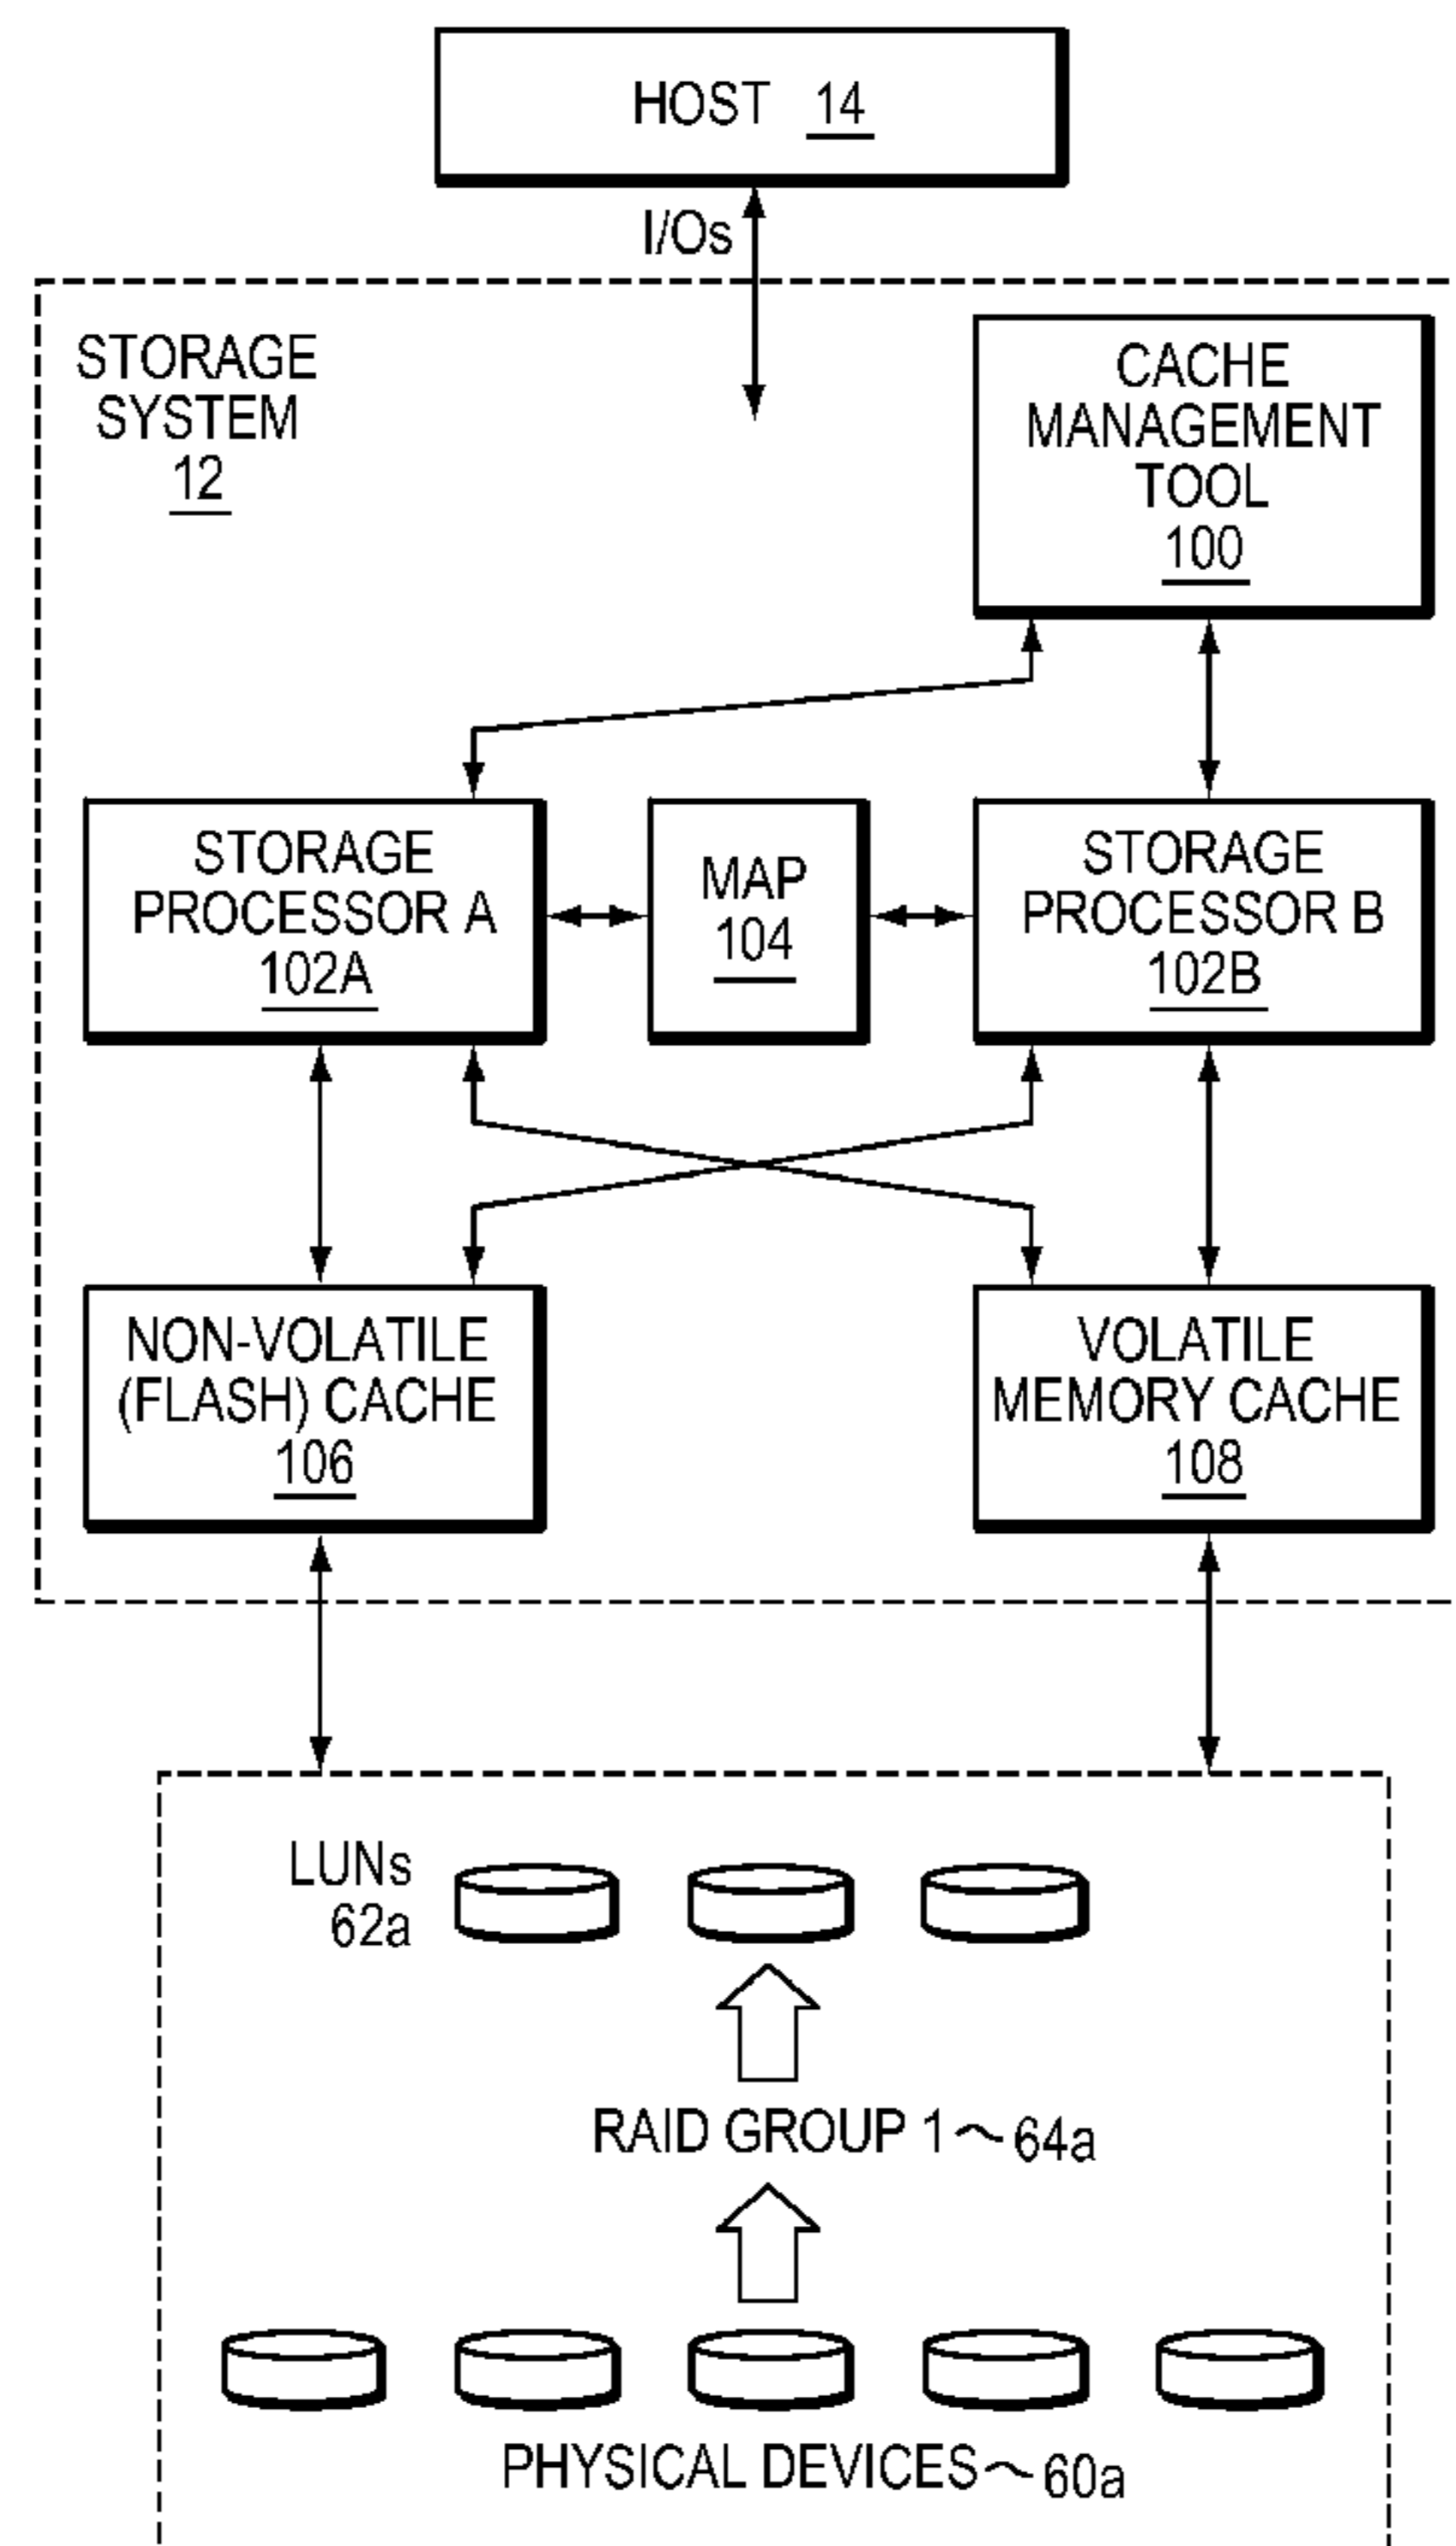 HOST 14
I/Os
STORAGE
SYSTEM
12
CACHE
MANAGEMENT
TOOL
100
STORAGE
PROCESSOR A
102A
MAP
104
STORAGE
PROCESSOR B
102B
NON-VOLATILE
(FLASH) CACHE
106
VOLATILE
MEMORY CACHE
108
LUNs
62a
RAID GROUP 1~64a
PHYSICAL DEVICES~60a